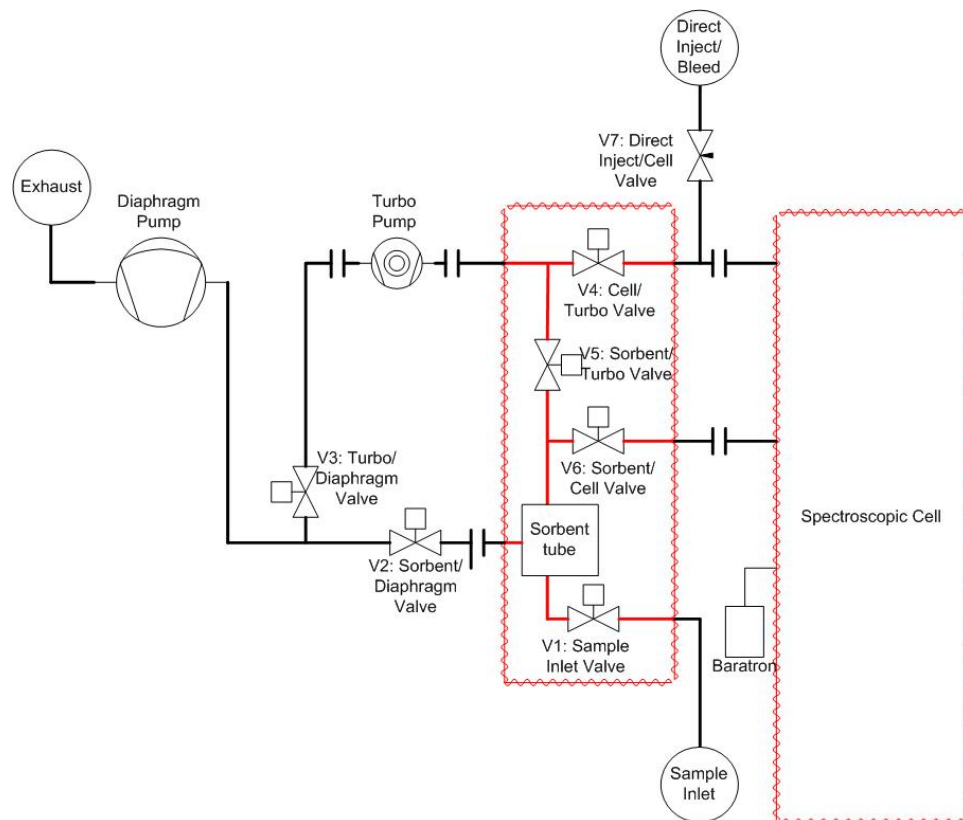 Direct
Inject/
Bleed
V7: Direct
Inject/Cell
Valve
Exhaust
Diaphragm
Pump
Turbo
Pump
V4: Cell/
Turbo Valve
V5: Sorbent/
Turbo Valve
V3: Turbo/
Diaphragm
Valve
V6: Sorbent/
Cell Valve
Spectroscopic Cell
Sorbent
tube
V2: Sorbent/
Diaphragm
Valve
V1: Sample
Inlet Valve
Baratron
Sample
Inlet